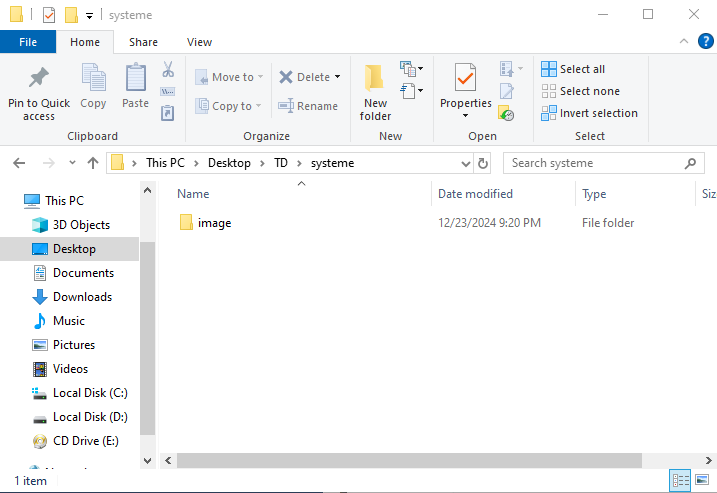 systeme
File Home Share View
Pin to Quick access
Copy
Paste
Clipboard
Move to
Copy to
Delete
Rename
Organize
New folder
New
Properties
Open
Select all
Select none
Invert selection
Select
This PC > Desktop > TD > systeme
Search systeme
Name Date modified Type Siz
image 12/23/2024 9:20 PM File folder
This PC
3D Objects
Desktop
Documents
Downloads
Music
Pictures
Videos
Local Disk (C:)
Local Disk (D:)
CD Drive (E:)
1 item